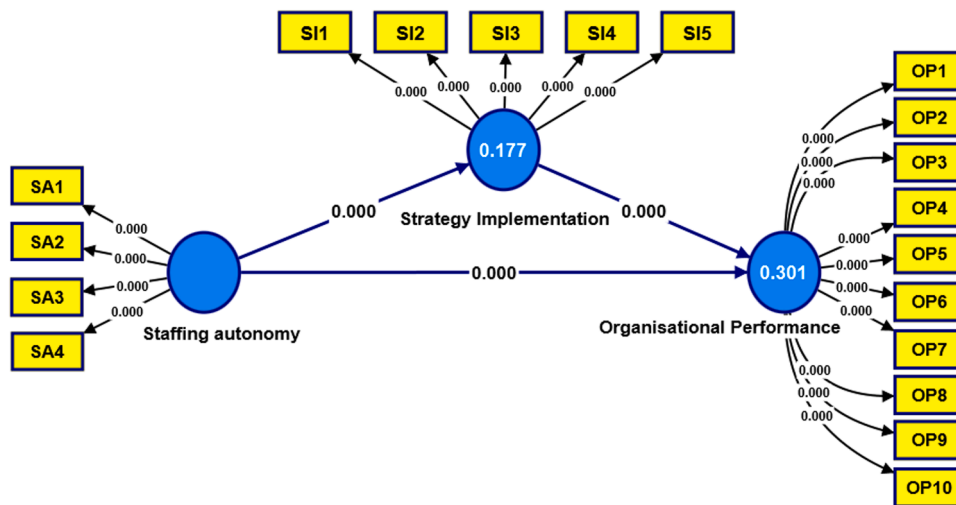 SI1
SI2
SI3
SI4
SI5
0.000
0.000
0.000
0.000
0.000
0.177
Strategy Implementation
0.000
0.000
0.000
SA1
SA2
SA3
SA4
0.000
0.000
0.000
0.000
Staffing autonomy
0.301
Organisational Performance
0.000
0.000
0.000
0.000
0.000
0.000
0.000
0.000
0.000
0.000
OP1
OP2
OP3
OP4
OP5
OP6
OP7
OP8
OP9
OP10